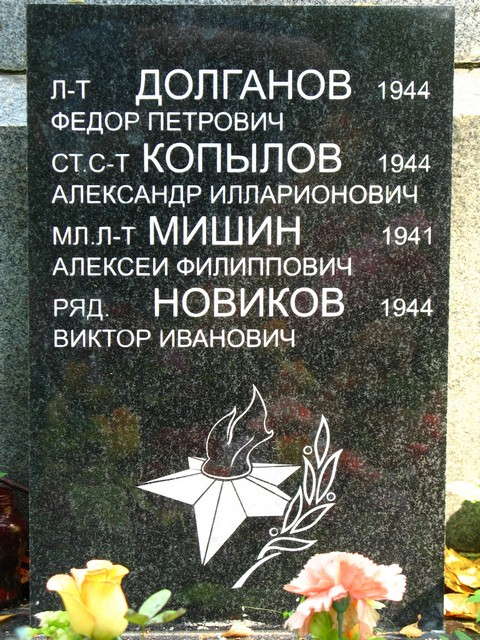 Л-Т ДОЛГАНОВ 1944
ФЕДОР ПЕТРОВИЧ
СТ.С-Т КОПЫЛОВ 1944
АЛЕКСАНДР ИЛЛАРИОНОВИЧ
МЛ.Л-Т МИШИН 1941
АЛЕКСЕИ ФИЛИППОВИЧ
РЯД. НОВИКОВ 1944
ВИКТОР ИВАНОВИЧ